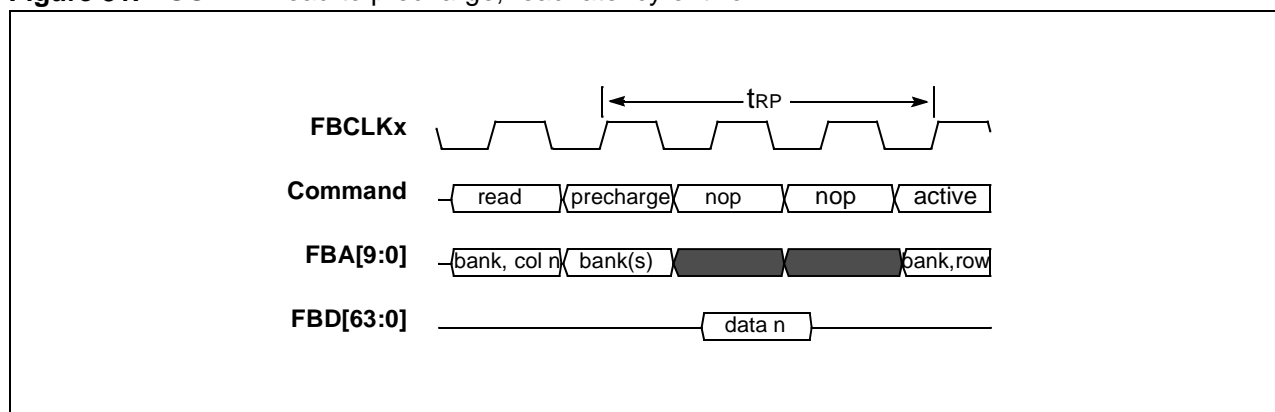 tRP
FBCLKx
Command read precharge nop nop active
FBA[9:0] bank, col n bank(s) bank,row
FBD[63:0] data n